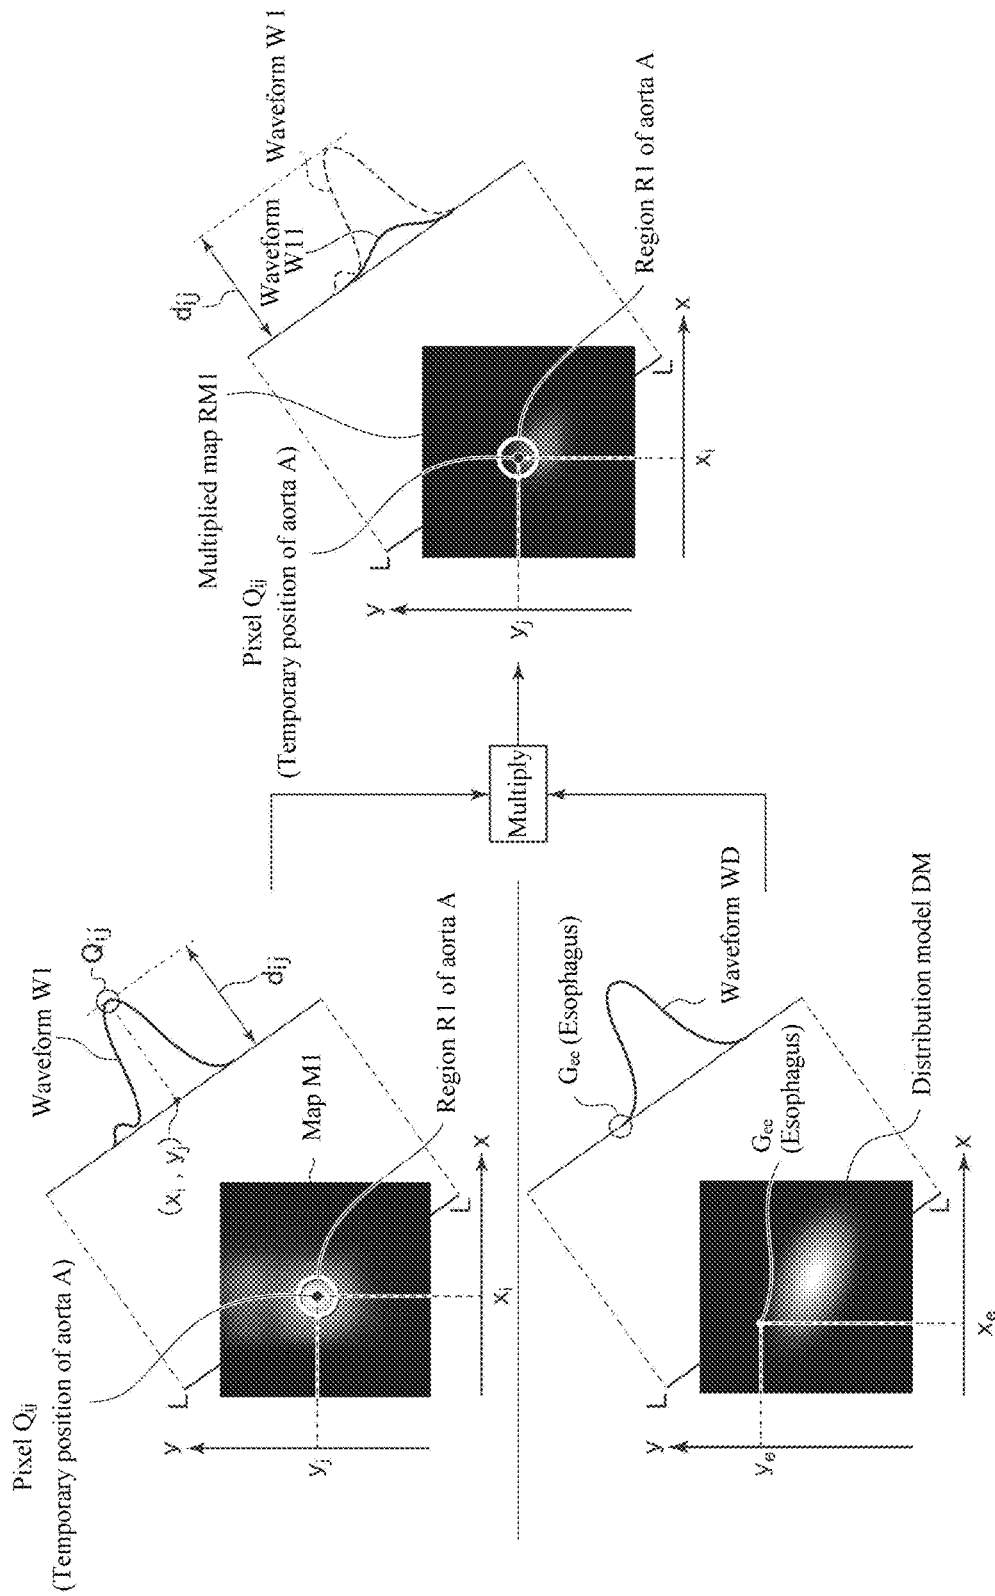 Pixel Qij
(Temporary position of aorta A)
Waveform W1
Qij
(xi , yj)
dij
y
yj
L
L
Map M1
Region R1 of aorta A
x
xi
Gee (Esophagus)
Waveform WD
Gee
(Esophagus)
Distribution model DM
y
ye
L
L
x
xe
Multiply
Pixel Qij
(Temporary position of aorta A)
Multiplied map RM1
dij
Waveform
W11
Waveform W1
Region R1 of aorta A
y
yj
L
L
x
xi